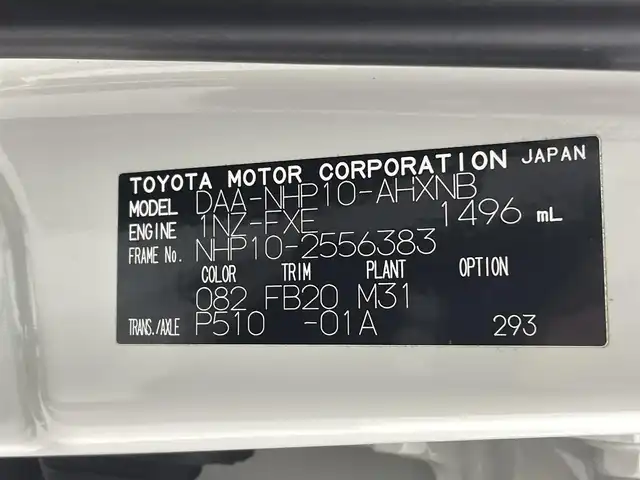 TOYOTA MOTOR CORPORATION JAPAN
MODEL DAA-NHP10-AHXNB
ENGINE 1NZ-FXE 1496 mL
FRAME No. NHP10-2556383
COLOR TRIM PLANT OPTION
082 FB20 M31
TRANS./AXLE P510 -01A 293